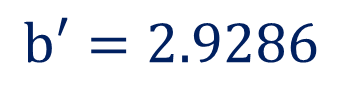 b′ = 2.9286